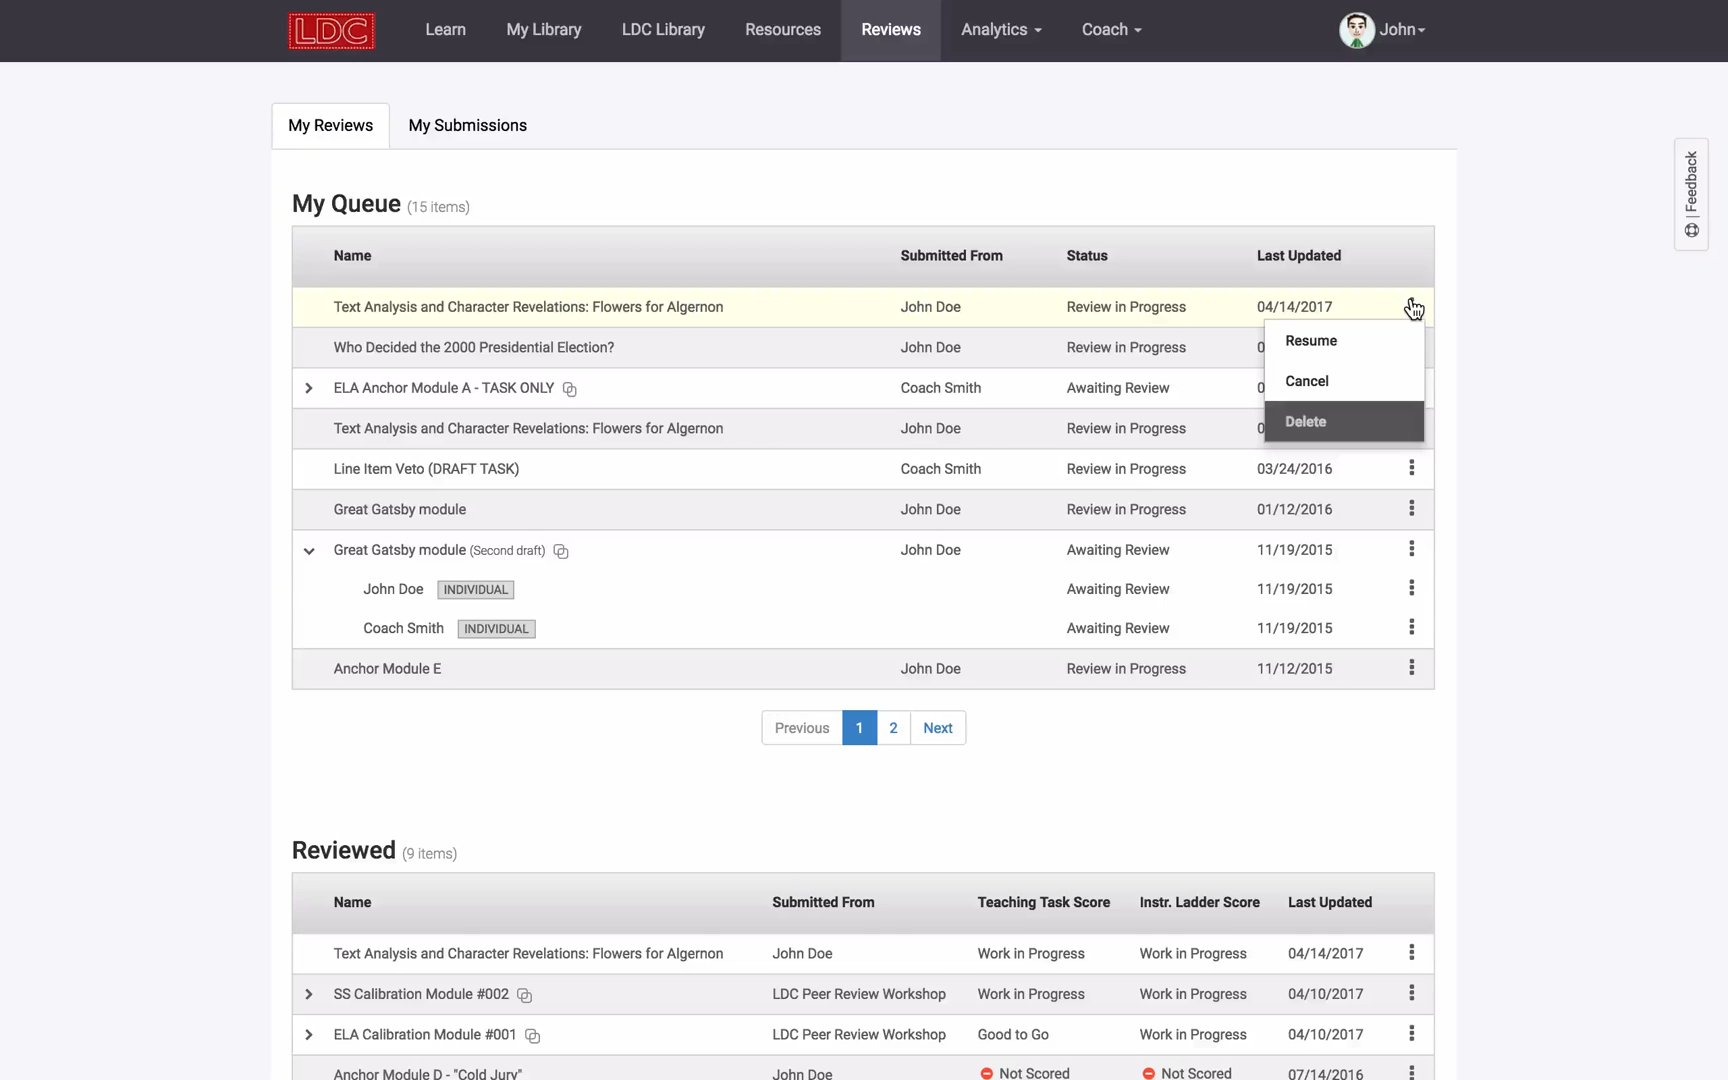 LDC Learn My Library LDC Library Resources Reviews Analytics Coach John
My Reviews My Submissions
| Feedback
My Queue (15 items)
Name Submitted From Status Last Updated
Text Analysis and Character Revelations: Flowers for Algernon John Doe Review in Progress 04/14/2017
Resume
Who Decided the 2000 Presidential Election? John Doe Review in Progress 0
Cancel
ELA Anchor Module A - TASK ONLY Coach Smith Awaiting Review 0
Delete
Text Analysis and Character Revelations: Flowers for Algernon John Doe Review in Progress 0
Line Item Veto (DRAFT TASK) Coach Smith Review in Progress 03/24/2016
Great Gatsby module John Doe Review in Progress 01/12/2016
Great Gatsby module (Second draft) John Doe Awaiting Review 11/19/2015
John Doe INDIVIDUAL Awaiting Review 11/19/2015
Coach Smith INDIVIDUAL Awaiting Review 11/19/2015
Anchor Module E John Doe Review in Progress 11/12/2015
Previous 1 2 Next
Reviewed (9 items)
Name Submitted From Teaching Task Score Instr. Ladder Score Last Updated
Text Analysis and Character Revelations: Flowers for Algernon John Doe Work in Progress Work in Progress 04/14/2017
SS Calibration Module #002 LDC Peer Review Workshop Work in Progress Work in Progress 04/10/2017
ELA Calibration Module #001 LDC Peer Review Workshop Good to Go Work in Progress 04/10/2017
Anchor Module D - "Cold Jury" John Doe Not Scored Not Scored 07/14/2016